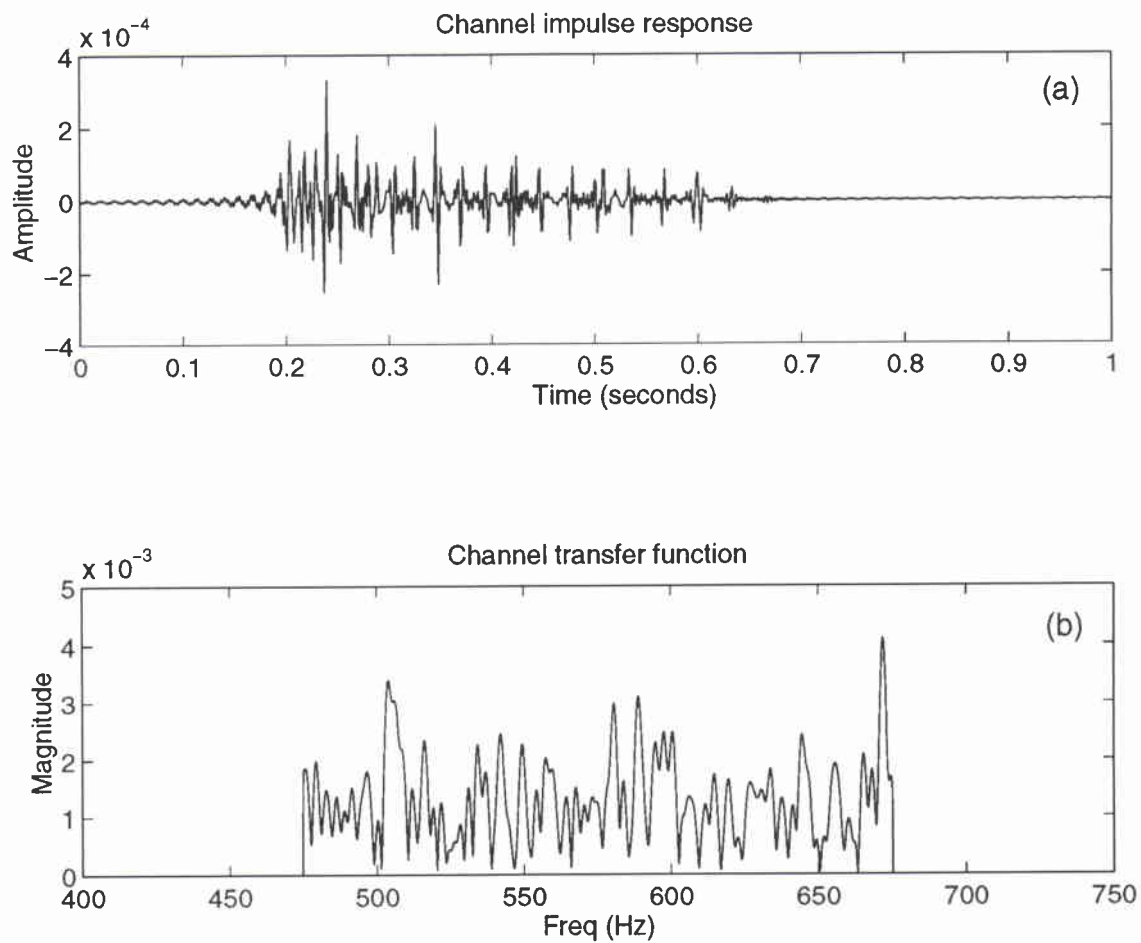 Channel impulse response
x 10⁻⁴
(a)
4
2
0
−2
−4
Amplitude
0 0.1 0.2 0.3 0.4 0.5 0.6 0.7 0.8 0.9 1
Time (seconds)
Channel transfer function
x 10⁻³
(b)
5
4
3
2
1
0
Magnitude
400 450 500 550 600 650 700 750
Freq (Hz)